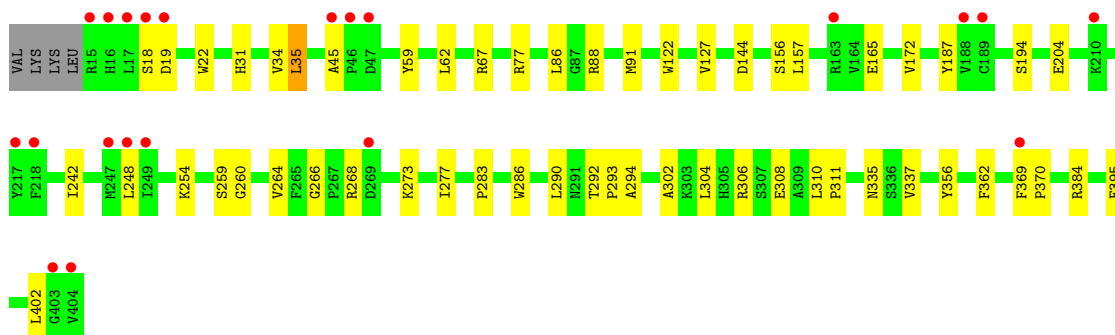 VAL LYS LYS LEU R15 H16 L17 S18 D19 W22 H31 V34 L35 A45 P46 D47 Y59 L62 R67 R77 L86 G87 R88 M91 W122 V127 D144 S156 L157 R163 V164 E165 V172 Y187 V188 C189 S194 E204 K210
Y217 F218 I242 M247 L248 I249 K254 S259 G260 V264 F265 G266 P267 R268 D269 K273 I277 P283 W286 L290 N291 T292 P293 A294 A302 K303 L304 H305 R306 S307 E308 A309 L310 P311 N335 S336 V337 Y356 F362 F369 P370 R384
L402 G403 V404